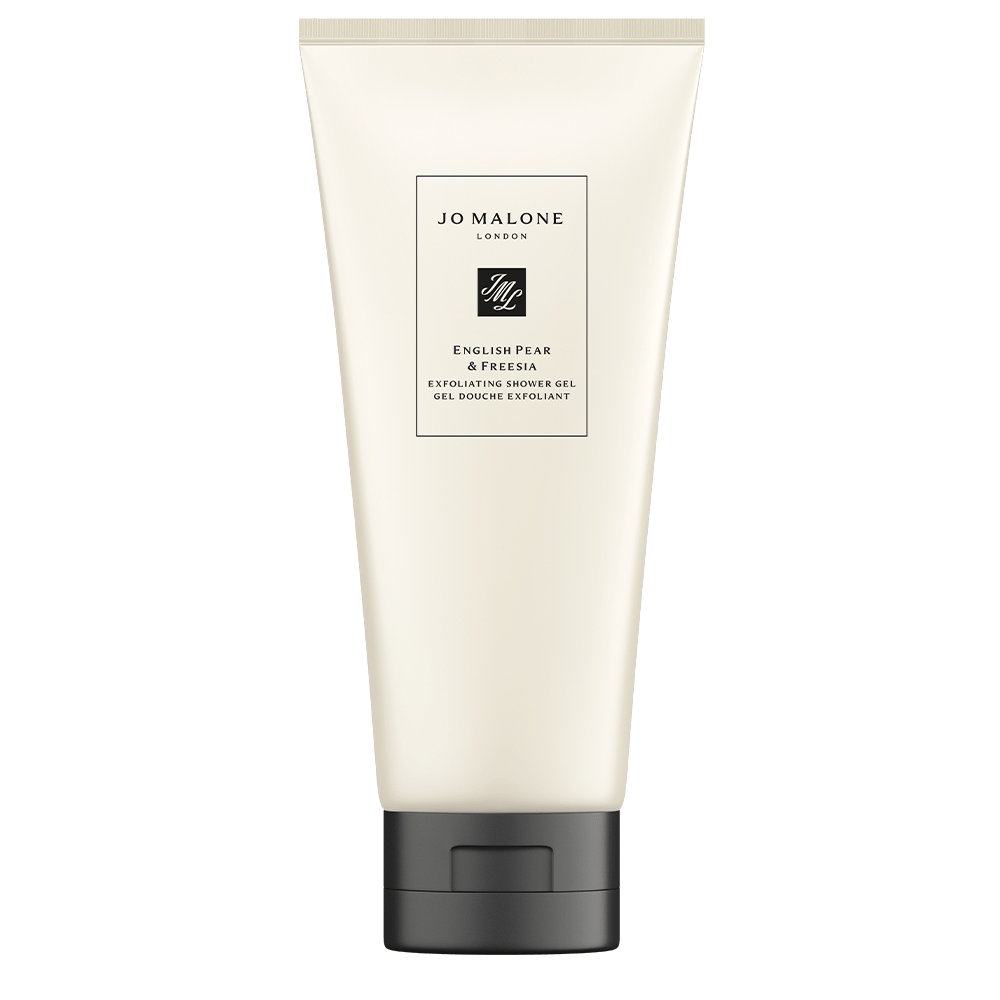 JO MALONE
LONDON
JML
ENGLISH PEAR
& FREESIA
EXFOLIATING SHOWER GEL
GEL DOUCHE EXFOLIANT